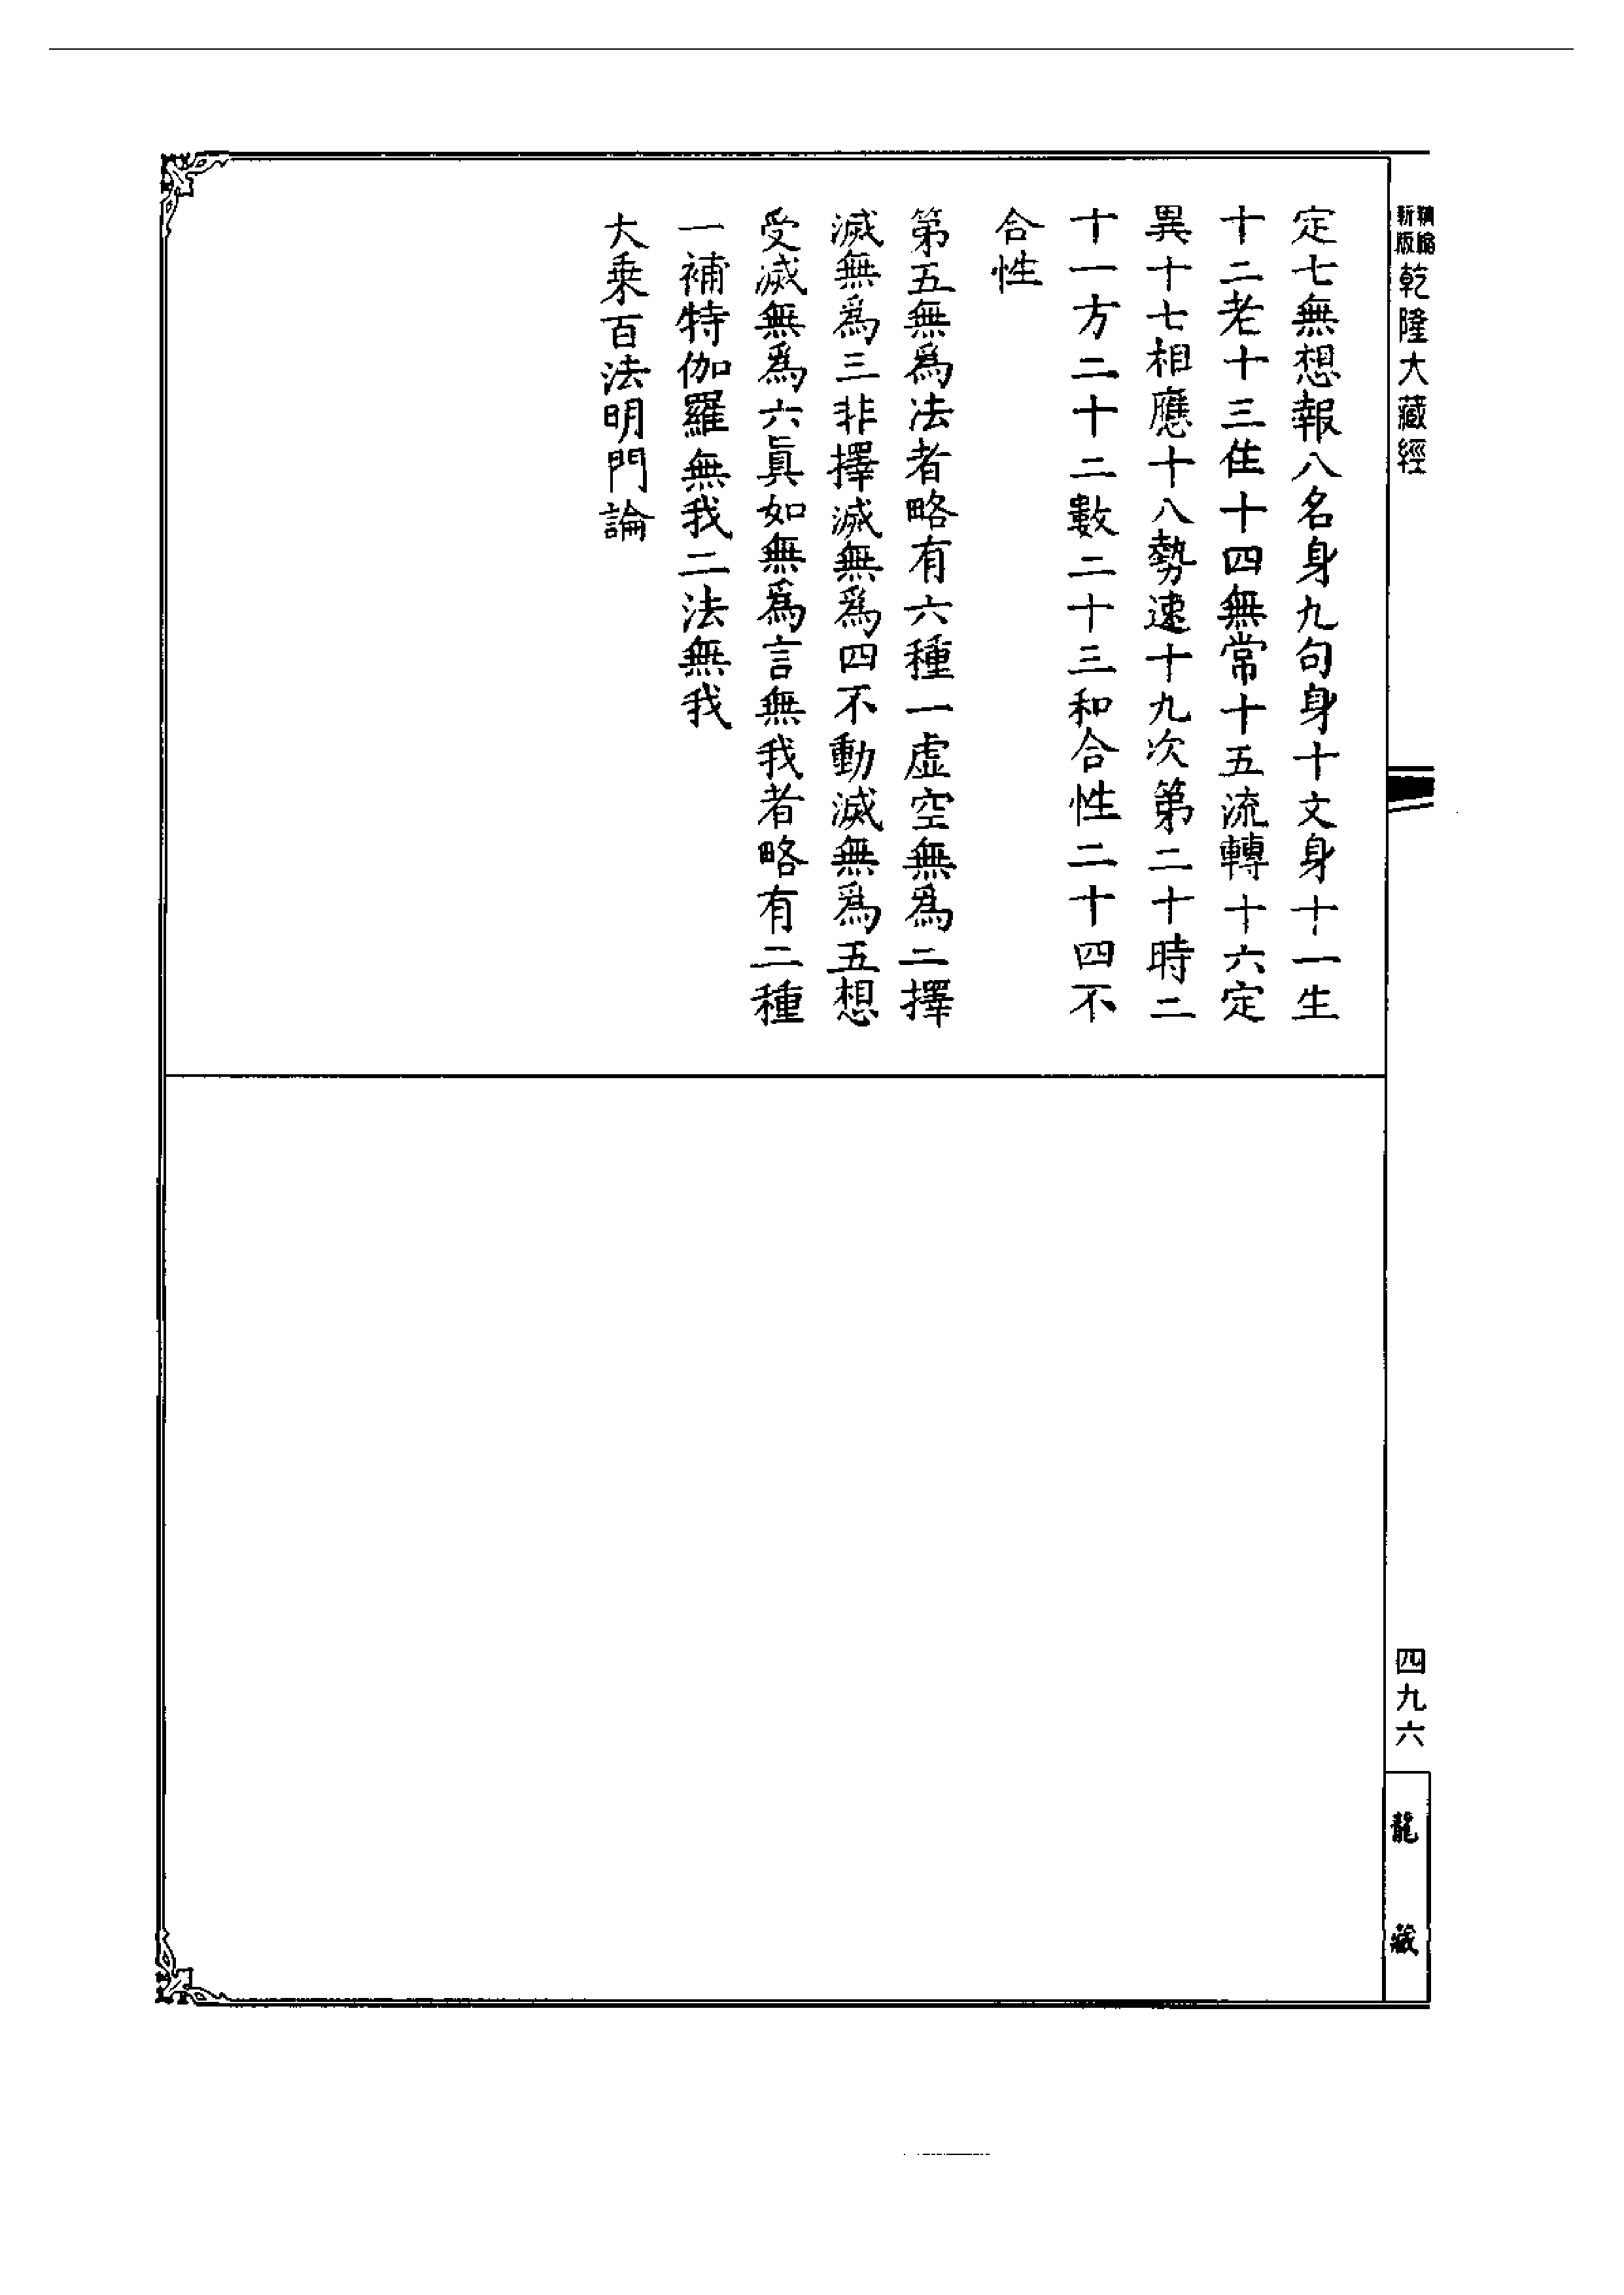 新版
精縮
乾隆大藏經
定七無想報八名身九句身十文身十一生
十二老十三住十四無常十五流轉十六定
異十七相應十八勢速十九次第二十時二
十一方二十二數二十三和合性二十四不
合性
第五無爲法者略有六種一虛空無爲二擇
滅無爲三非擇滅無爲四不動滅無爲五想
受滅無爲六眞如無爲言無我者略有二種
一補特伽羅無我二法無我
大乘百法明門論
四九六
龍藏